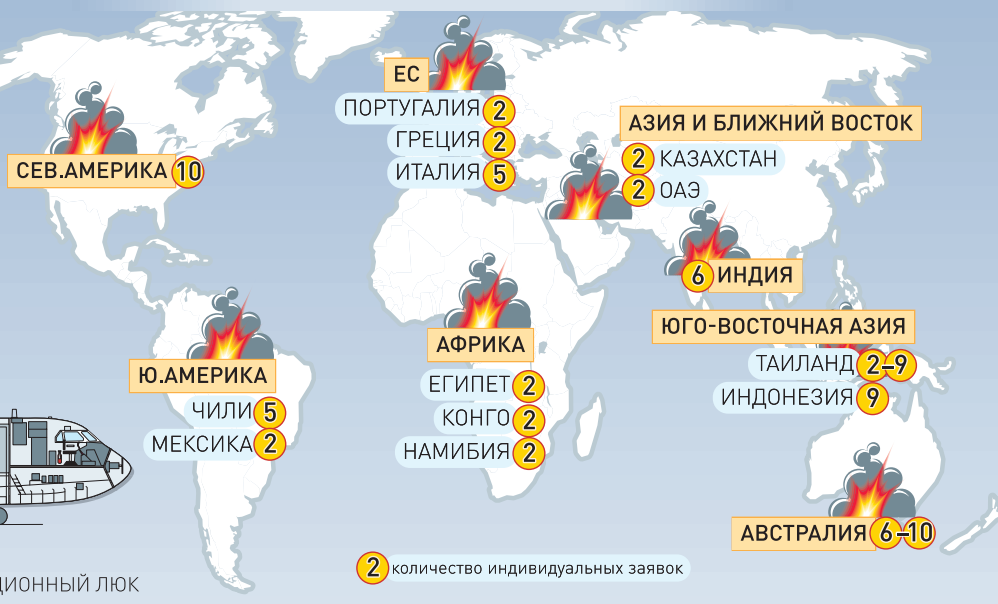 ЕС
ПОРТУГАЛИЯ 2
ГРЕЦИЯ 2
ИТАЛИЯ 5
СЕВ.АМЕРИКА 10
АЗИЯ И БЛИЖНИЙ ВОСТОК
2 КАЗАХСТАН
2 ОАЭ
6 ИНДИЯ
ЮГО-ВОСТОЧНАЯ АЗИЯ
ТАИЛАНД 2–9
ИНДОНЕЗИЯ 9
АФРИКА
ЕГИПЕТ 2
КОНГО 2
НАМИБИЯ 2
Ю.АМЕРИКА
ЧИЛИ 5
МЕКСИКА 2
АВСТРАЛИЯ 6–10
2 количество индивидуальных заявок
ЦИОННЫЙ ЛЮК